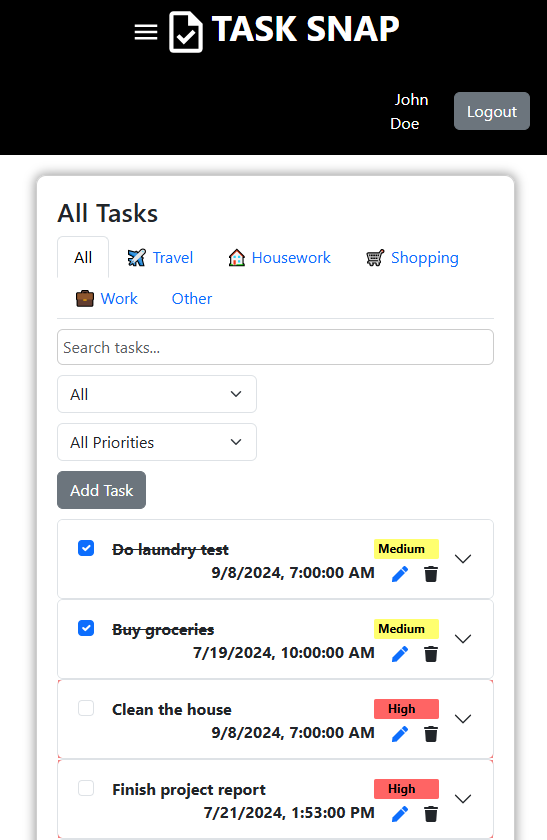 TASK SNAP
John
Doe
Logout
All Tasks
All Travel Housework Shopping
Work Other
Search tasks...
All
All Priorities
Add Task
Do laundry test Medium
9/8/2024, 7:00:00 AM
Buy groceries Medium
7/19/2024, 10:00:00 AM
Clean the house High
9/8/2024, 7:00:00 AM
Finish project report High
7/21/2024, 1:53:00 PM